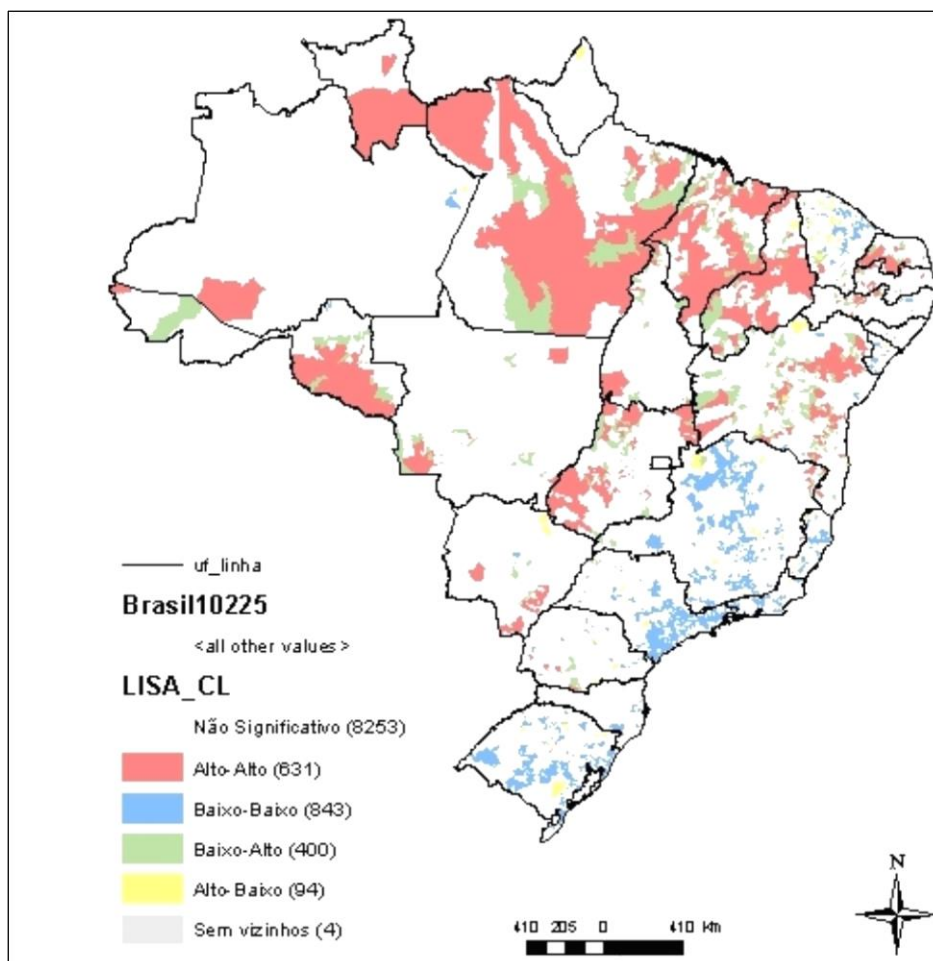 uf_linha
Brasil10225
<all other values>
LISA_CL
Não Significativo (8253)
Alto-Alto (631)
Baixo-Baixo (843)
Baixo-Alto (400)
Alto-Baixo (94)
Sem vizinhos (4)
N
410 205 0 410 Km